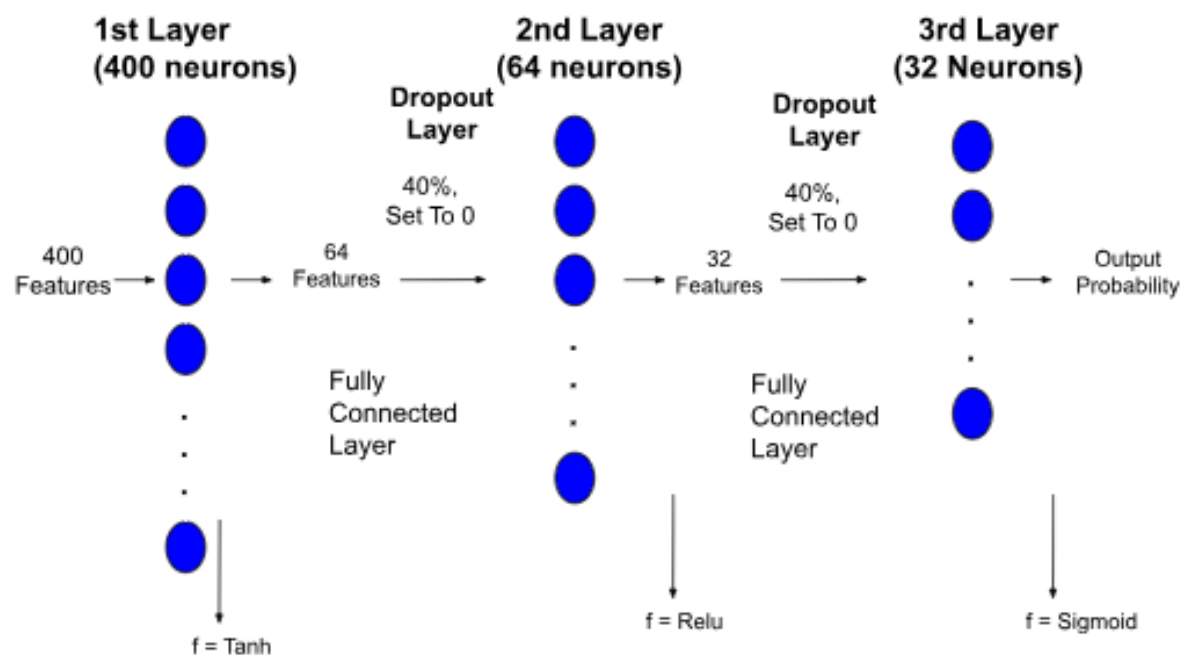 1st Layer
(400 neurons)
2nd Layer
(64 neurons)
3rd Layer
(32 Neurons)
Dropout
Layer
Dropout
Layer
40%,
Set To 0
40%,
Set To 0
400
Features
64
Features
32
Features
Output
Probability
Fully
Connected
Layer
Fully
Connected
Layer
f = Tanh
f = Relu
f = Sigmoid